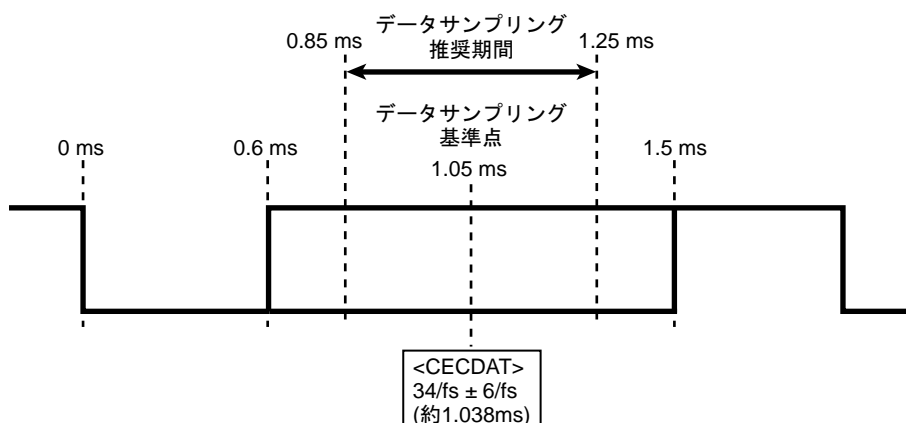 データサンプリング
推奨期間
0.85 ms
1.25 ms
データサンプリング
基準点
0 ms
0.6 ms
1.05 ms
1.5 ms
<CECDAT>
34/fs ± 6/fs
(約1.038ms)